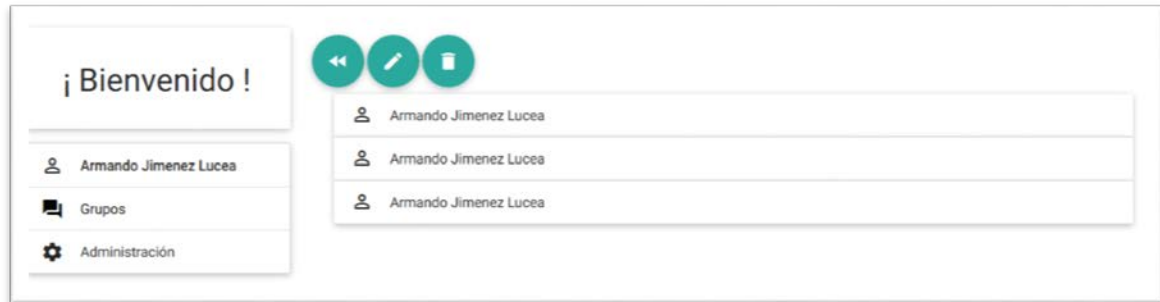 ¡ Bienvenido !
Armando Jimenez Lucea
Grupos
Administración
Armando Jimenez Lucea
Armando Jimenez Lucea
Armando Jimenez Lucea